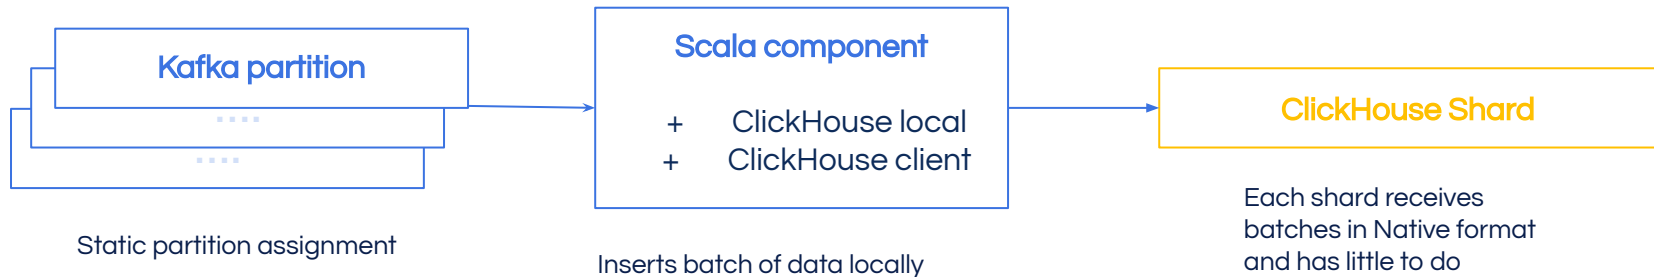 Kafka partition
....
....
Static partition assignment
Scala component
+ ClickHouse local
+ ClickHouse client
Inserts batch of data locally
ClickHouse Shard
Each shard receives
batches in Native format
and has little to do